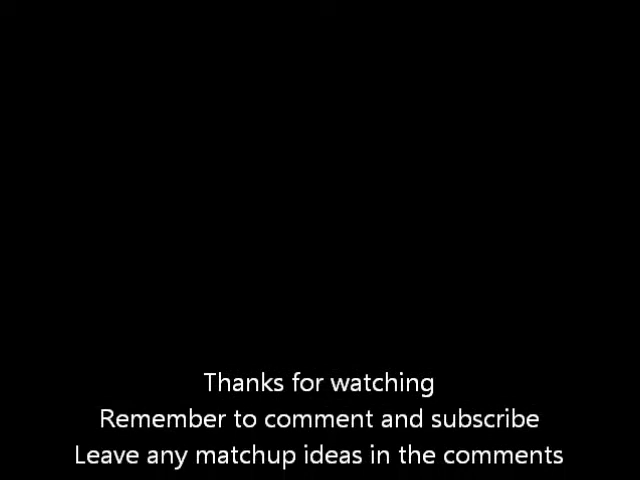 Thanks for watching
Remember to comment and subscribe
Leave any matchup ideas in the comments